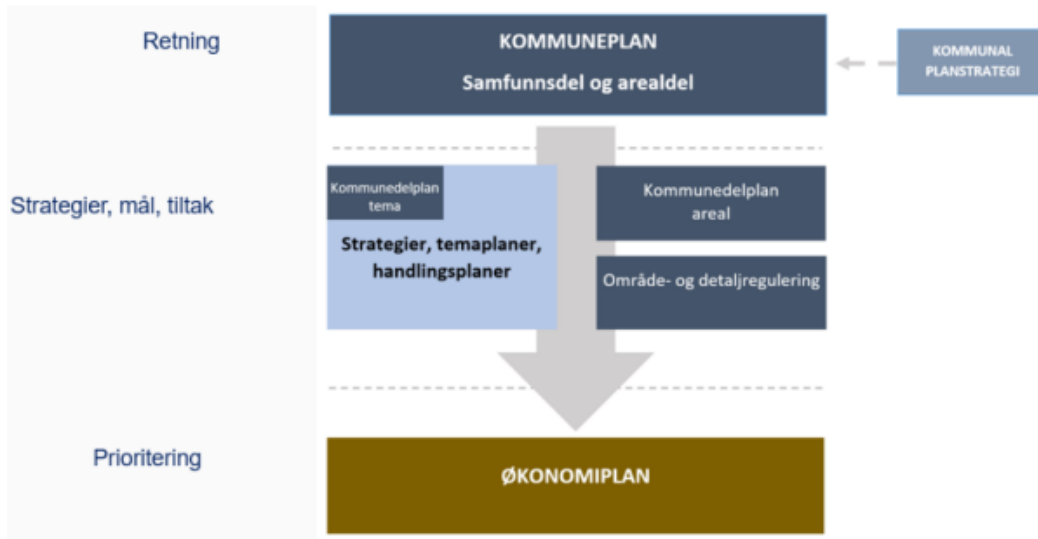 Retning
KOMMUNEPLAN
Samfunnsdel og arealdel
KOMMUNAL
PLANSTRATEGI
Strategier, mål, tiltak
Kommunedelplan
tema
Strategier, temaplaner,
handlingsplaner
Kommunedelplan
areal
Område- og detaljregulering
Prioritering
ØKONOMIPLAN